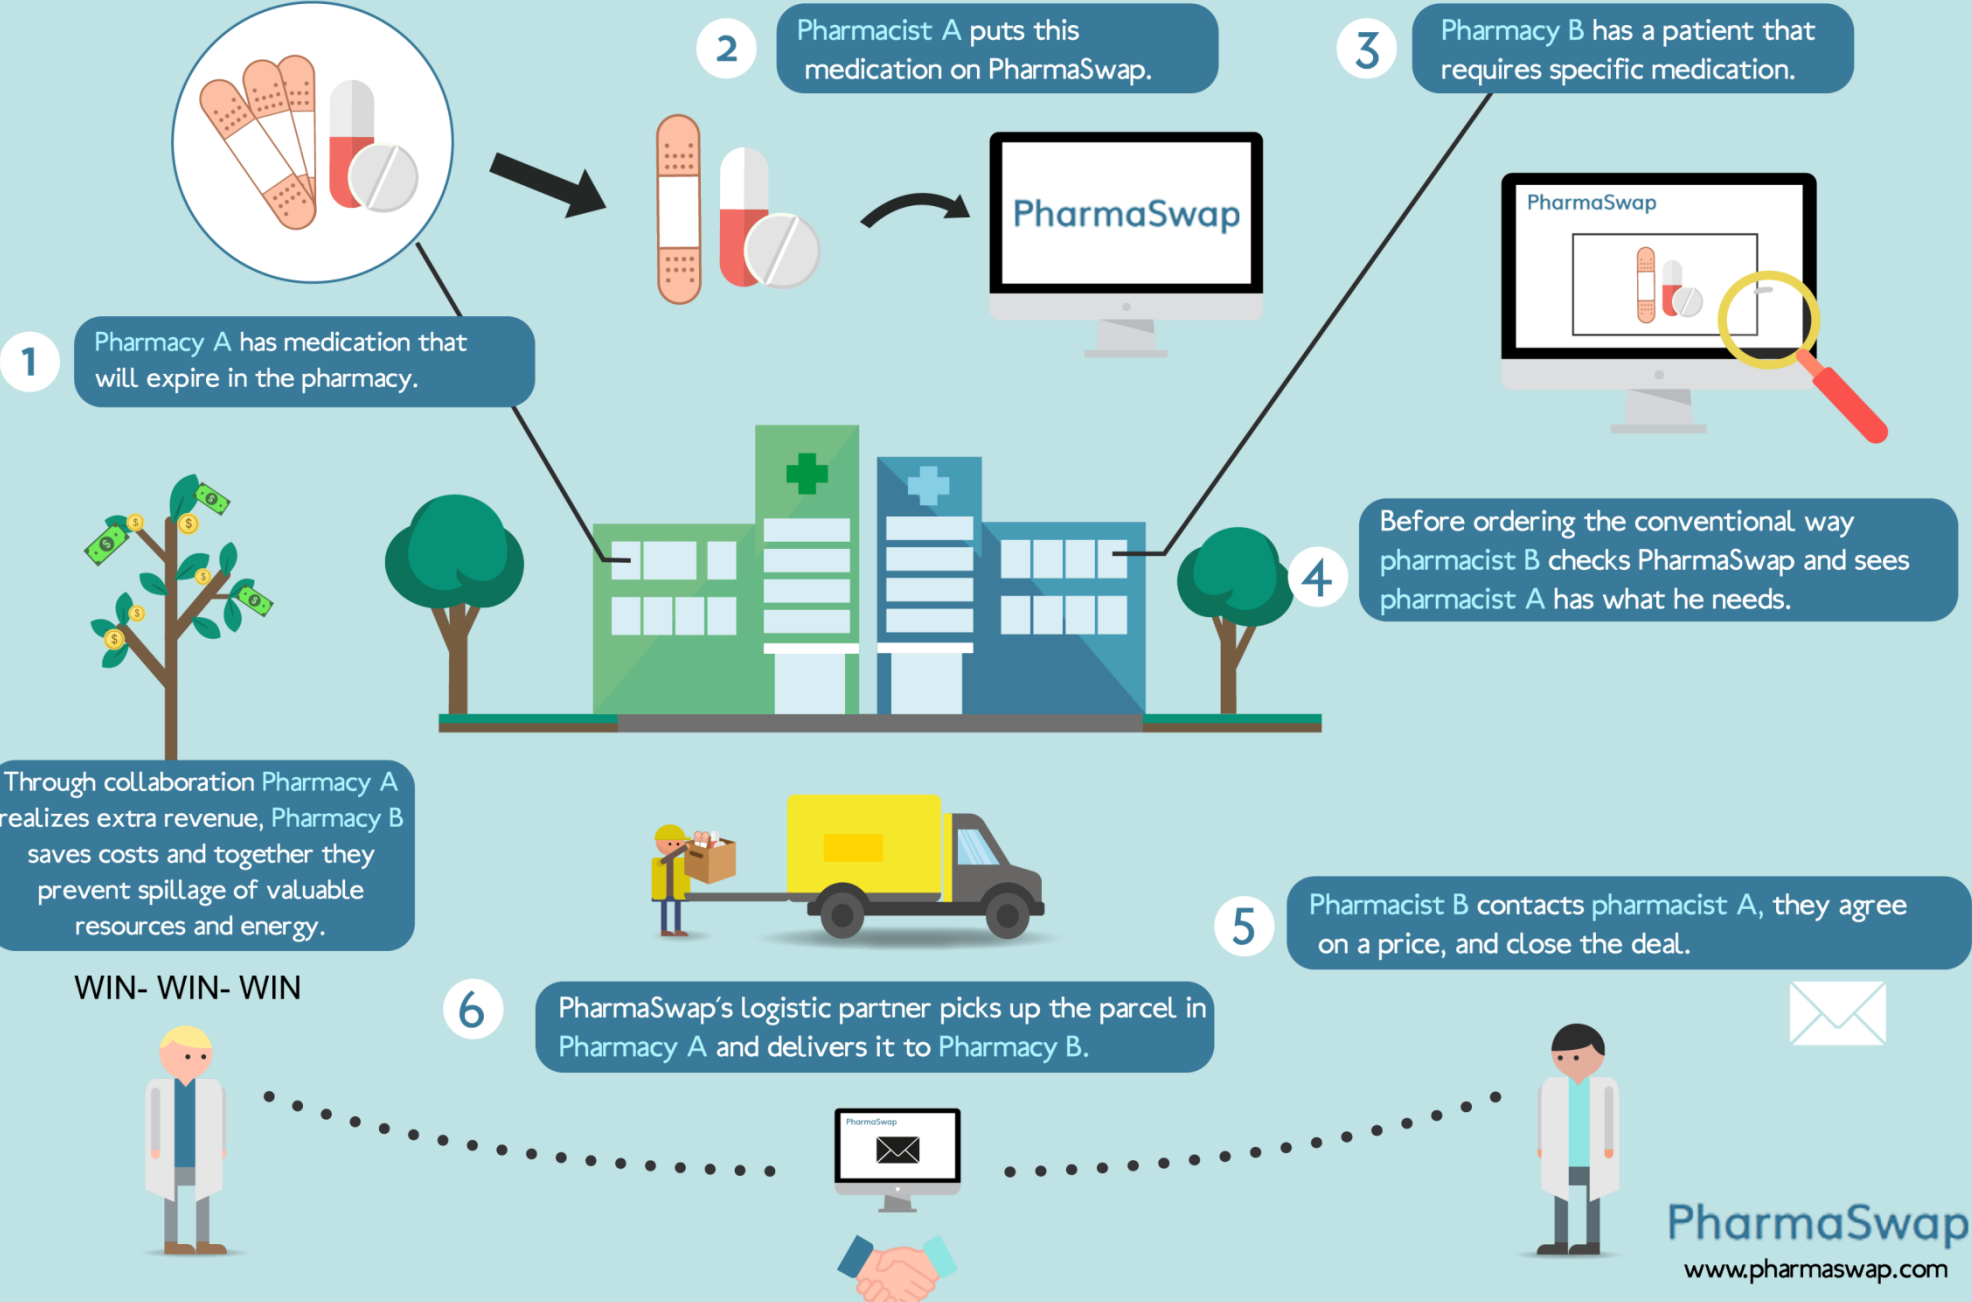 1
Pharmacy A has medication that
will expire in the pharmacy.
2
Pharmacist A puts this
medication on PharmaSwap.
PharmaSwap
3
Pharmacy B has a patient that
requires specific medication.
PharmaSwap
4
Before ordering the conventional way
pharmacist B checks PharmaSwap and sees
pharmacist A has what he needs.
5
Pharmacist B contacts pharmacist A, they agree
on a price, and close the deal.
6
PharmaSwap´s logistic partner picks up the parcel in
Pharmacy A and delivers it to Pharmacy B.
PharmaSwap
Through collaboration Pharmacy A
realizes extra revenue, Pharmacy B
saves costs and together they
prevent spillage of valuable
resources and energy.
WIN- WIN- WIN
PharmaSwap
www.pharmaswap.com